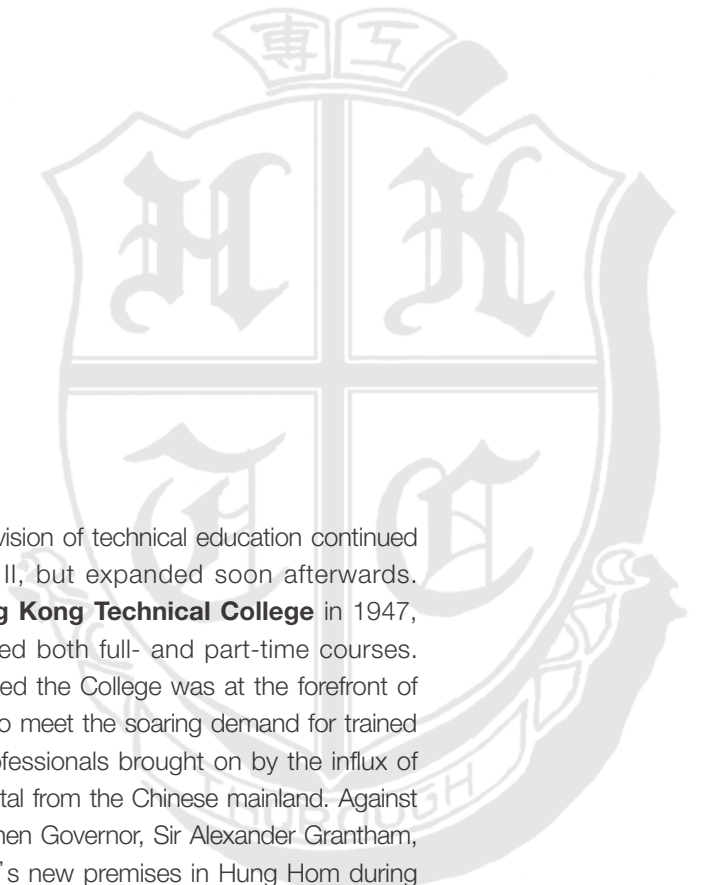 工專
H K
T C
vision of technical education continued
II, but expanded soon afterwards.
g Kong Technical College in 1947,
ed both full- and part-time courses.
ed the College was at the forefront of
o meet the soaring demand for trained
ofessionals brought on by the influx of
tal from the Chinese mainland. Against
hen Governor, Sir Alexander Grantham,
's new premises in Hung Hom during
THOROUGH